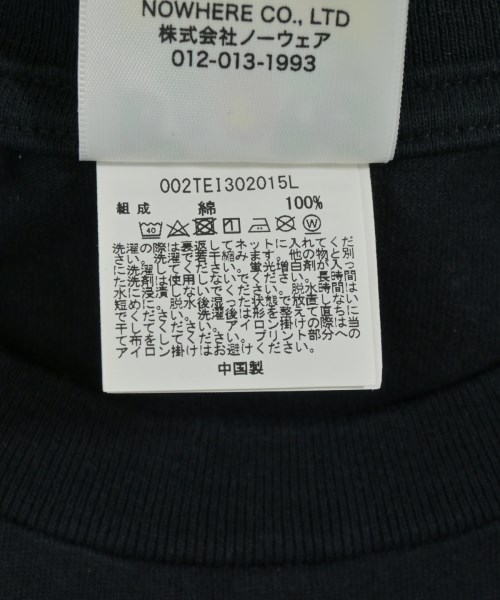 NOWHERE CO., LTD
株式会社ノーウェア
012-013-1993
002TEI302015L
組成 綿 100%
40
洗濯の際は裏返してネットに入れてくだ
さい。洗濯で若干縮みます。他の物と別
に洗濯してください。蛍光増白剤が入っ
た洗剤は使用しないでください。長時間
水に浸漬しないでください。脱水時間は
短めに。脱水後湿った状態で放置しない
でください。洗濯後は形を整えて直ちに
干してください。アイロン掛けの際は当
て布をしてください。プリント部分への
アイロン掛けはお避けください。
中国製